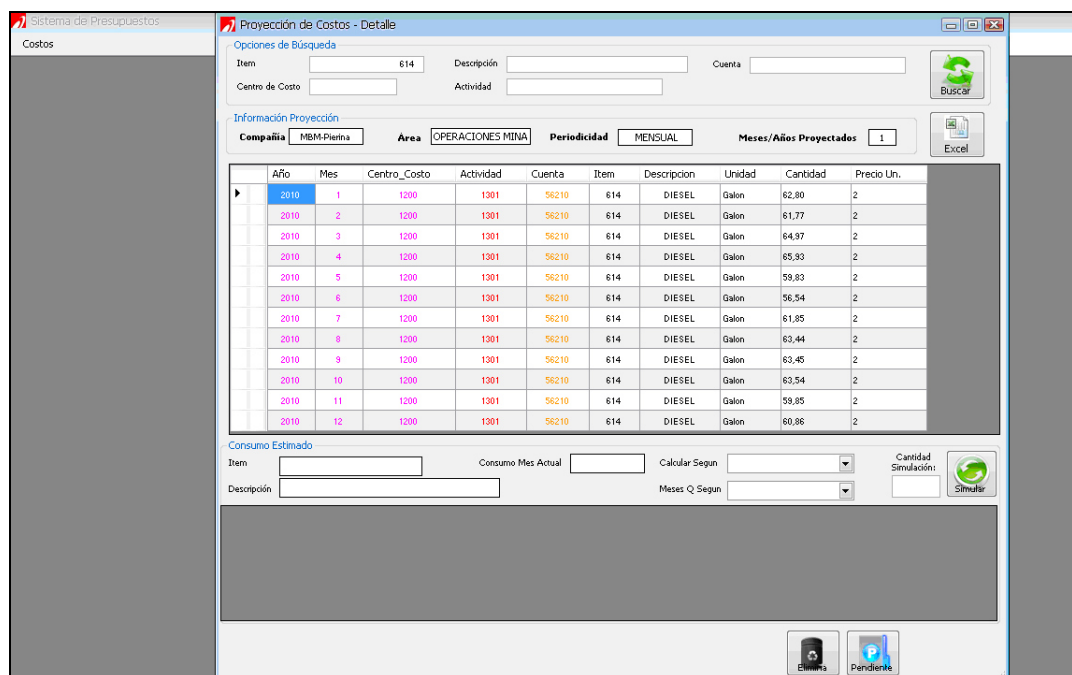 Sistema de Presupuestos
Proyección de Costos - Detalle
Costos
Opciones de Búsqueda
Item 614 Descripción Cuenta
Centro de Costo Actividad
Buscar
Información Proyección
Compañia MBM-Pierina Área OPERACIONES MINA Periodicidad MENSUAL Meses/Años Proyectados 1
Excel
Año Mes Centro_Costo Actividad Cuenta Item Descripcion Unidad Cantidad Precio Un.
2010 1 1200 1301 56210 614 DIESEL Galon 62,80 2
2010 2 1200 1301 56210 614 DIESEL Galon 61,77 2
2010 3 1200 1301 56210 614 DIESEL Galon 64,97 2
2010 4 1200 1301 56210 614 DIESEL Galon 65,93 2
2010 5 1200 1301 56210 614 DIESEL Galon 59,83 2
2010 6 1200 1301 56210 614 DIESEL Galon 56,54 2
2010 7 1200 1301 56210 614 DIESEL Galon 61,85 2
2010 8 1200 1301 56210 614 DIESEL Galon 63,44 2
2010 9 1200 1301 56210 614 DIESEL Galon 63,45 2
2010 10 1200 1301 56210 614 DIESEL Galon 63,54 2
2010 11 1200 1301 56210 614 DIESEL Galon 59,85 2
2010 12 1200 1301 56210 614 DIESEL Galon 60,86 2
Consumo Estimado
Item Consumo Mes Actual Calcular Segun Cantidad Simulación:
Descripción Meses Q Segun
Simular
Elimina Pendiente